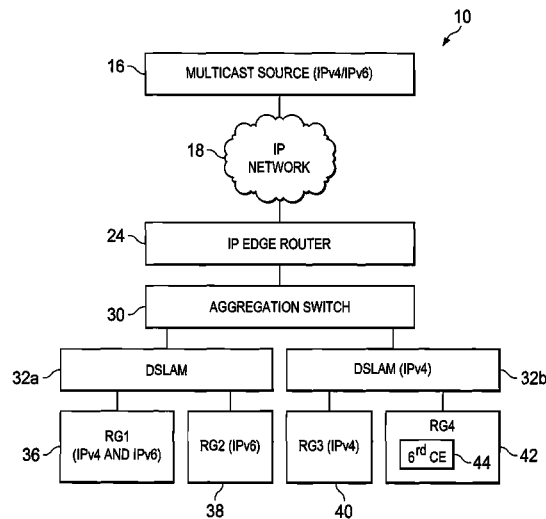 10
16
MULTICAST SOURCE (IPv4/IPv6)
18
IP
NETWORK
24
IP EDGE ROUTER
30
AGGREGATION SWITCH
32a
DSLAM
DSLAM (IPv4)
32b
36
RG1
(IPv4 AND IPv6)
RG2 (IPv6)
38
RG3 (IPv4)
40
RG4
6rd CE
44
42